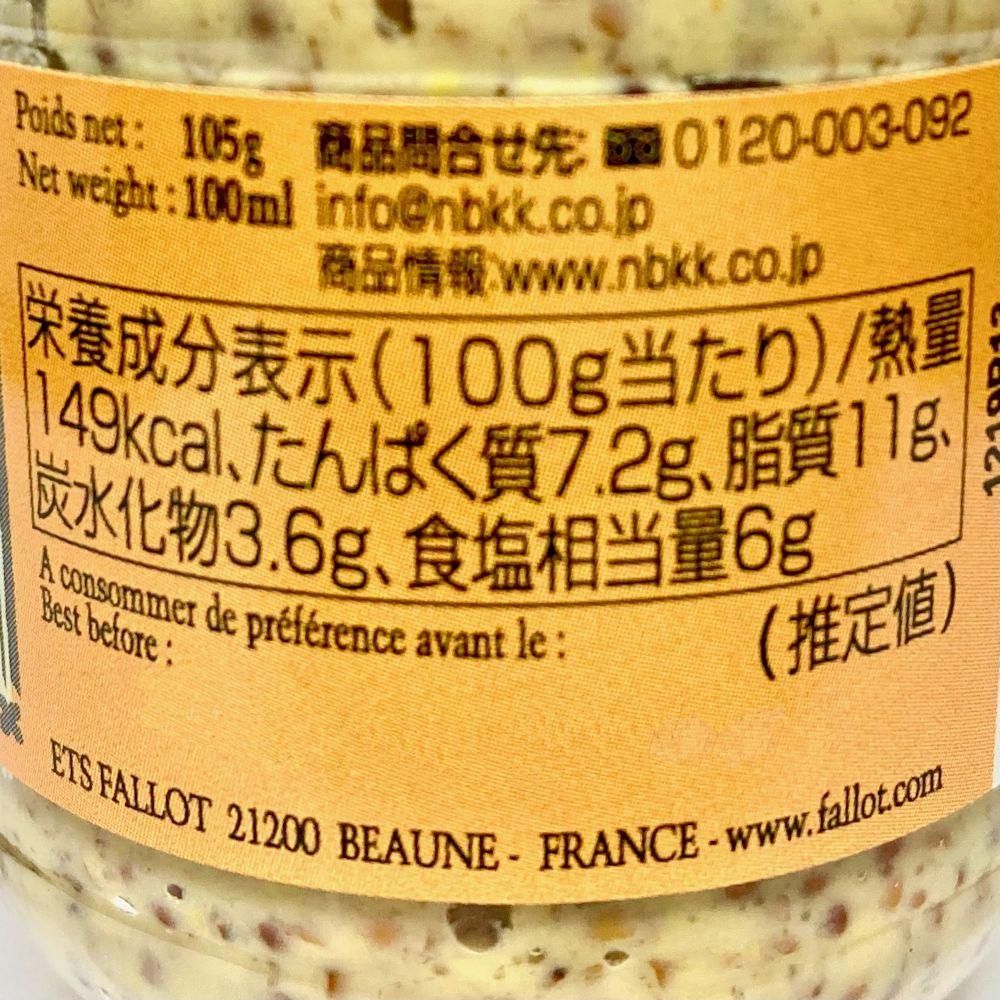 Poids net : 105g 商品問合せ先: 0120-003-092
Net weight : 100ml info@nbkk.co.jp
商品情報:www.nbkk.co.jp
栄養成分表示(100g当たり)/熱量
149kcal、たんぱく質7.2g、脂質11g、
炭水化物3.6g、食塩相当量6g
(推定値)
A consommer de préférence avant le :
Best before :
ETS FALLOT 21200 BEAUNE - FRANCE - www.fallot.com